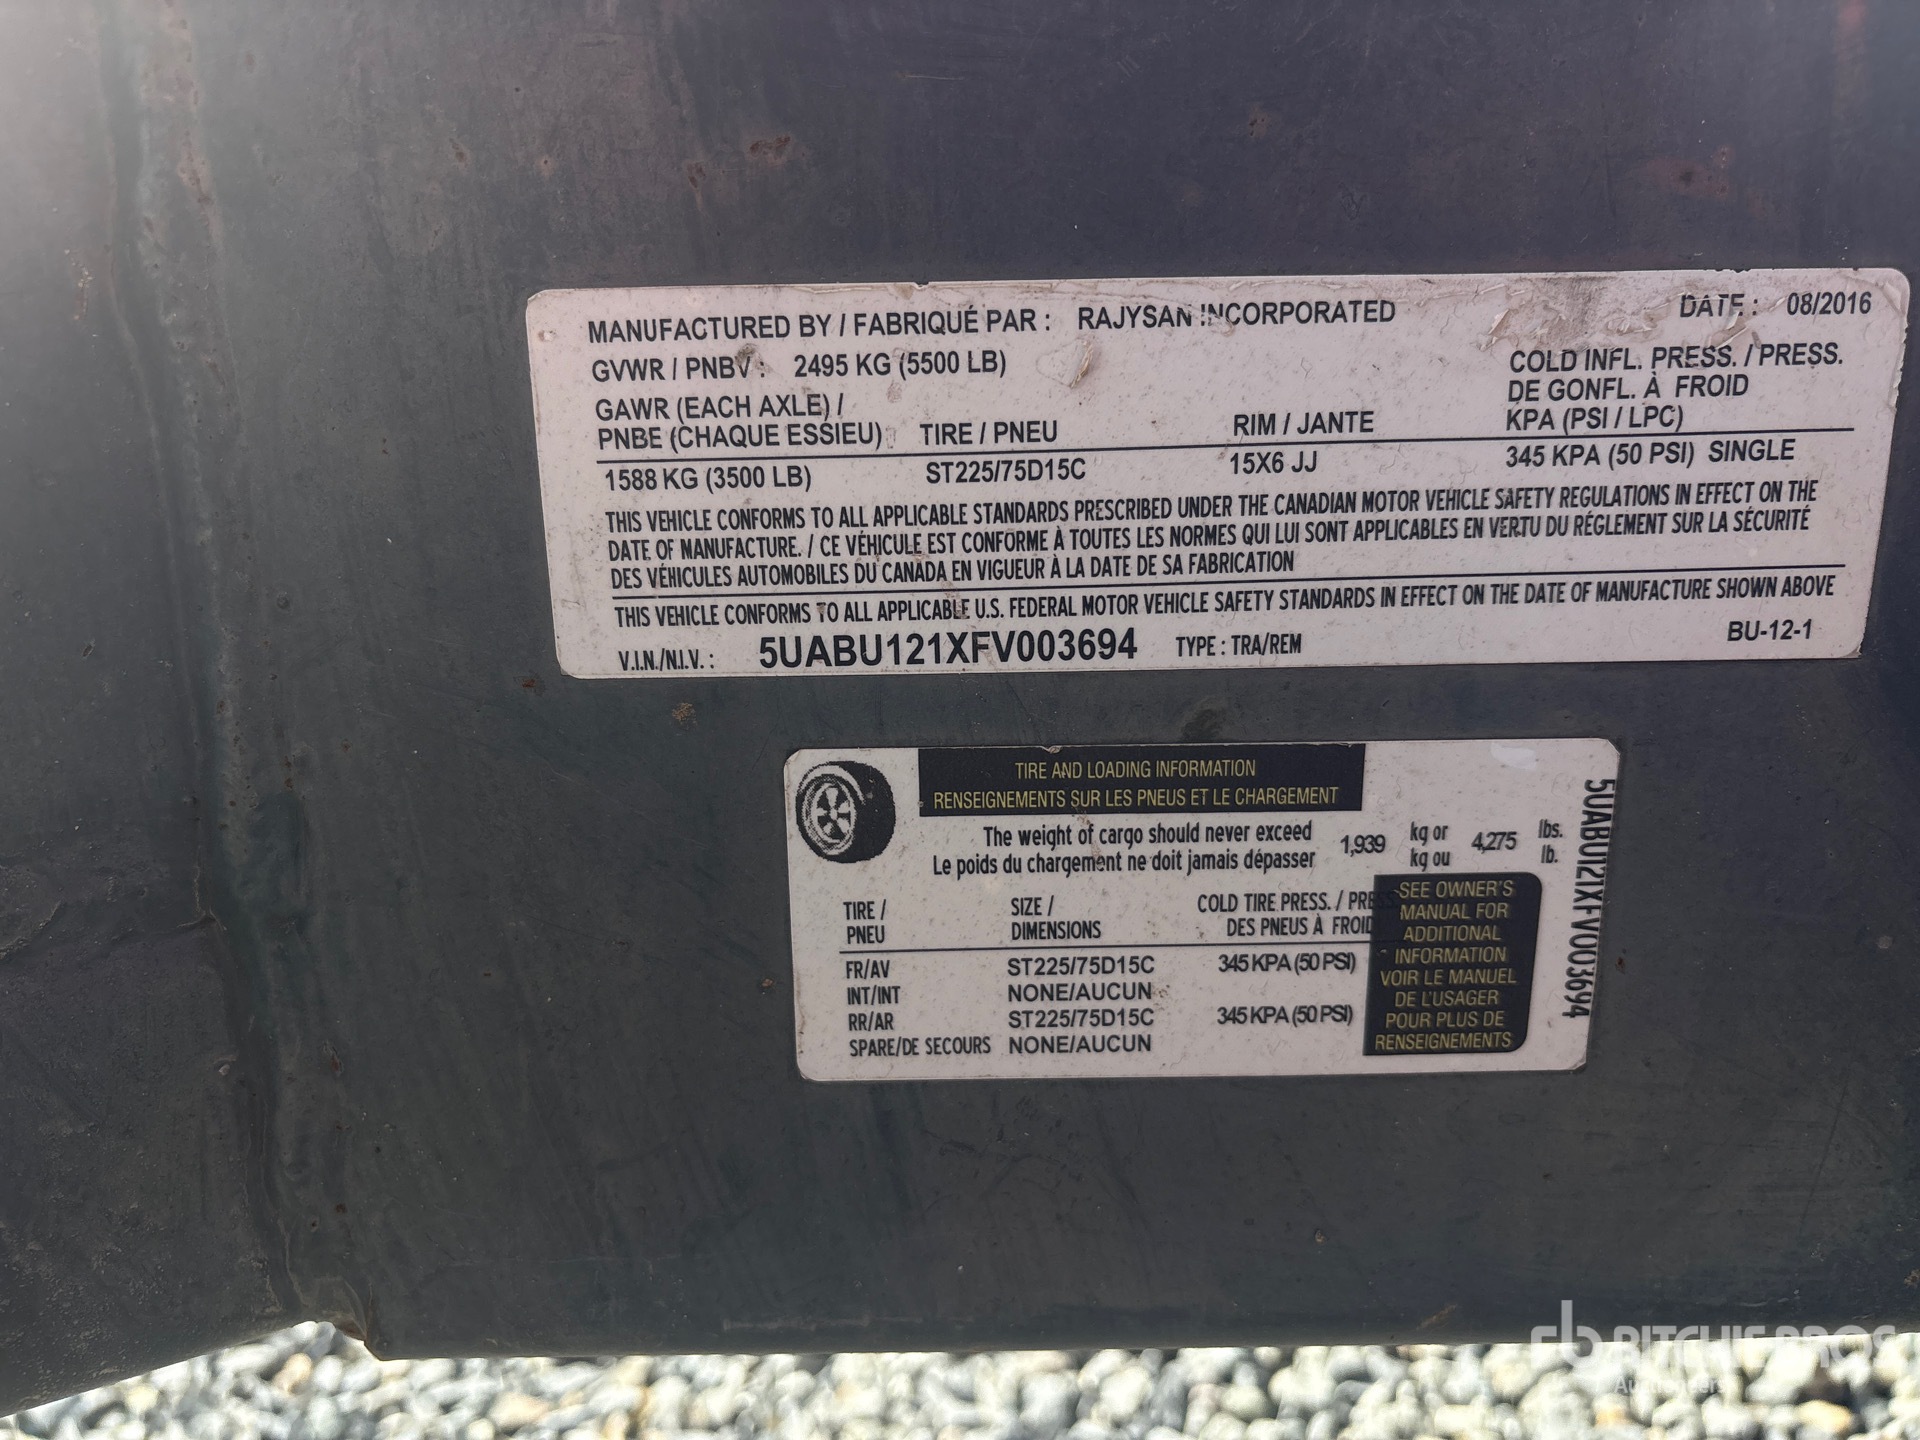 MANUFACTURED BY / FABRIQUÉ PAR : RAJYSAN INCORPORATED DATE : 08/2016
GVWR / PNBV : 2495 KG (5500 LB)
COLD INFL. PRESS. / PRESS.
DE GONFL. À FROID
KPA (PSI / LPC)
GAWR (EACH AXLE) /
PNBE (CHAQUE ESSIEU) TIRE / PNEU RIM / JANTE
1588 KG (3500 LB) ST225/75D15C 15X6 JJ 345 KPA (50 PSI) SINGLE
THIS VEHICLE CONFORMS TO ALL APPLICABLE STANDARDS PRESCRIBED UNDER THE CANADIAN MOTOR VEHICLE SAFETY REGULATIONS IN EFFECT ON THE
DATE OF MANUFACTURE. / CE VÉHICULE EST CONFORME À TOUTES LES NORMES QUI LUI SONT APPLICABLES EN VERTU DU RÉGLEMENT SUR LA SÉCURITÉ
DES VÉHICULES AUTOMOBILES DU CANADA EN VIGUEUR À LA DATE DE SA FABRICATION
THIS VEHICLE CONFORMS TO ALL APPLICABLE U.S. FEDERAL MOTOR VEHICLE SAFETY STANDARDS IN EFFECT ON THE DATE OF MANUFACTURE SHOWN ABOVE
V.I.N./N.I.V. : 5UABU121XFV003694 TYPE : TRA/REM BU-12-1
TIRE AND LOADING INFORMATION
RENSEIGNEMENTS SUR LES PNEUS ET LE CHARGEMENT
The weight of cargo should never exceed 1,939 kg or 4,275 lbs.
Le poids du chargement ne doit jamais dépasser kg ou lb.
TIRE / SIZE / COLD TIRE PRESS. / PRESS.
PNEU DIMENSIONS DES PNEUS À FROID
FR/AV ST225/75D15C 345 KPA (50 PSI)
INT/INT NONE/AUCUN
RR/AR ST225/75D15C 345 KPA (50 PSI)
SPARE/DE SECOURS NONE/AUCUN
SEE OWNER'S
MANUAL FOR
ADDITIONAL
INFORMATION
VOIR LE MANUEL
DE L'USAGER
POUR PLUS DE
RENSEIGNEMENTS
5UABU121XFV003694
rb RITCHIE BROS
Auctioneers